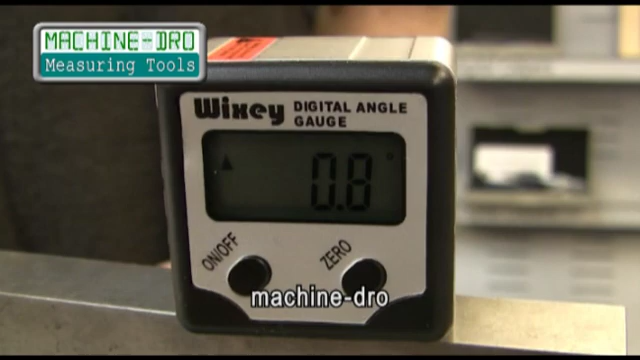 MACHINE-DRO
Measuring Tools
Wixey DIGITAL ANGLE
GAUGE
0.8°
ON/OFF
ZERO
machine-dro